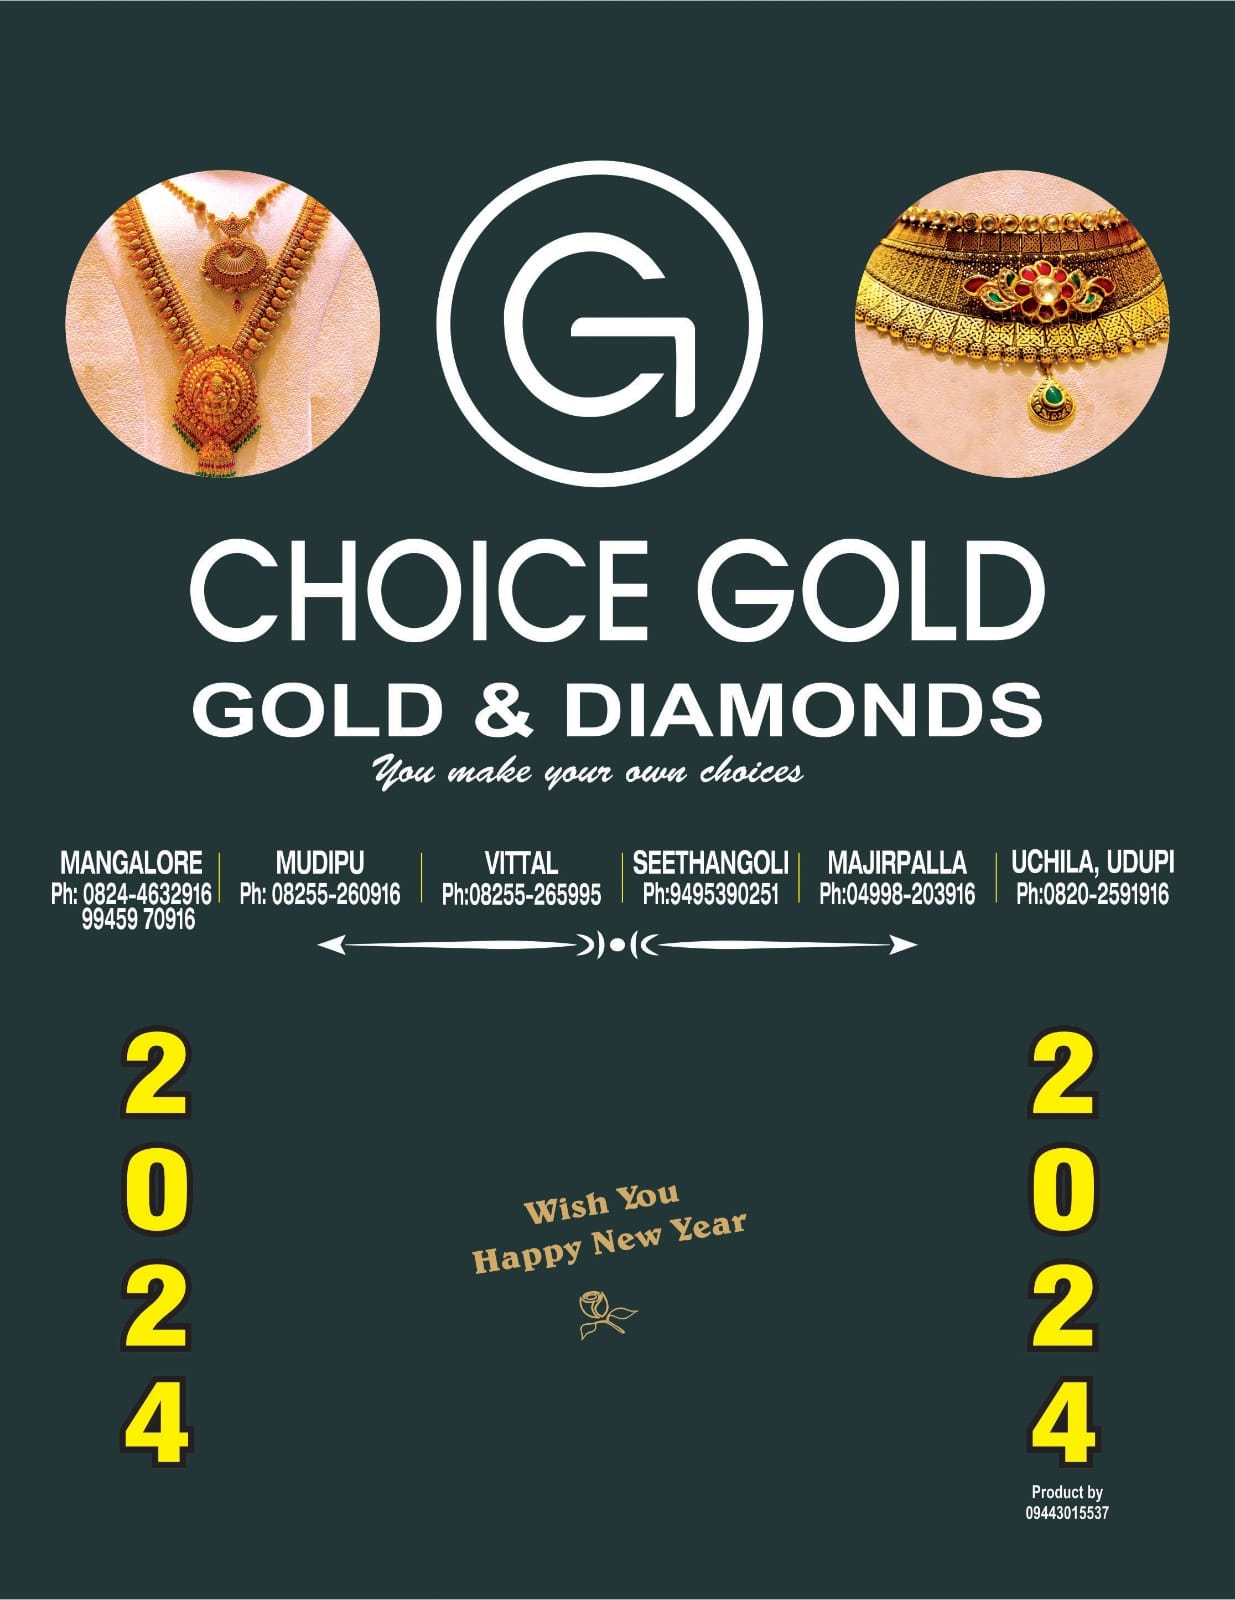 G
CHOICE GOLD
GOLD & DIAMONDS
You make your own choices
MANGALORE
Ph: 0824-4632916
99459 70916
MUDIPU
Ph: 08255-260916
VITTAL
Ph:08255-265995
SEETHANGOLI
Ph:9495390251
MAJIRPALLA
Ph:04998-203916
UCHILA, UDUPI
Ph:0820-2591916
2
0
2
4
Wish You
Happy New Year
2
0
2
4
Product by
09443015537